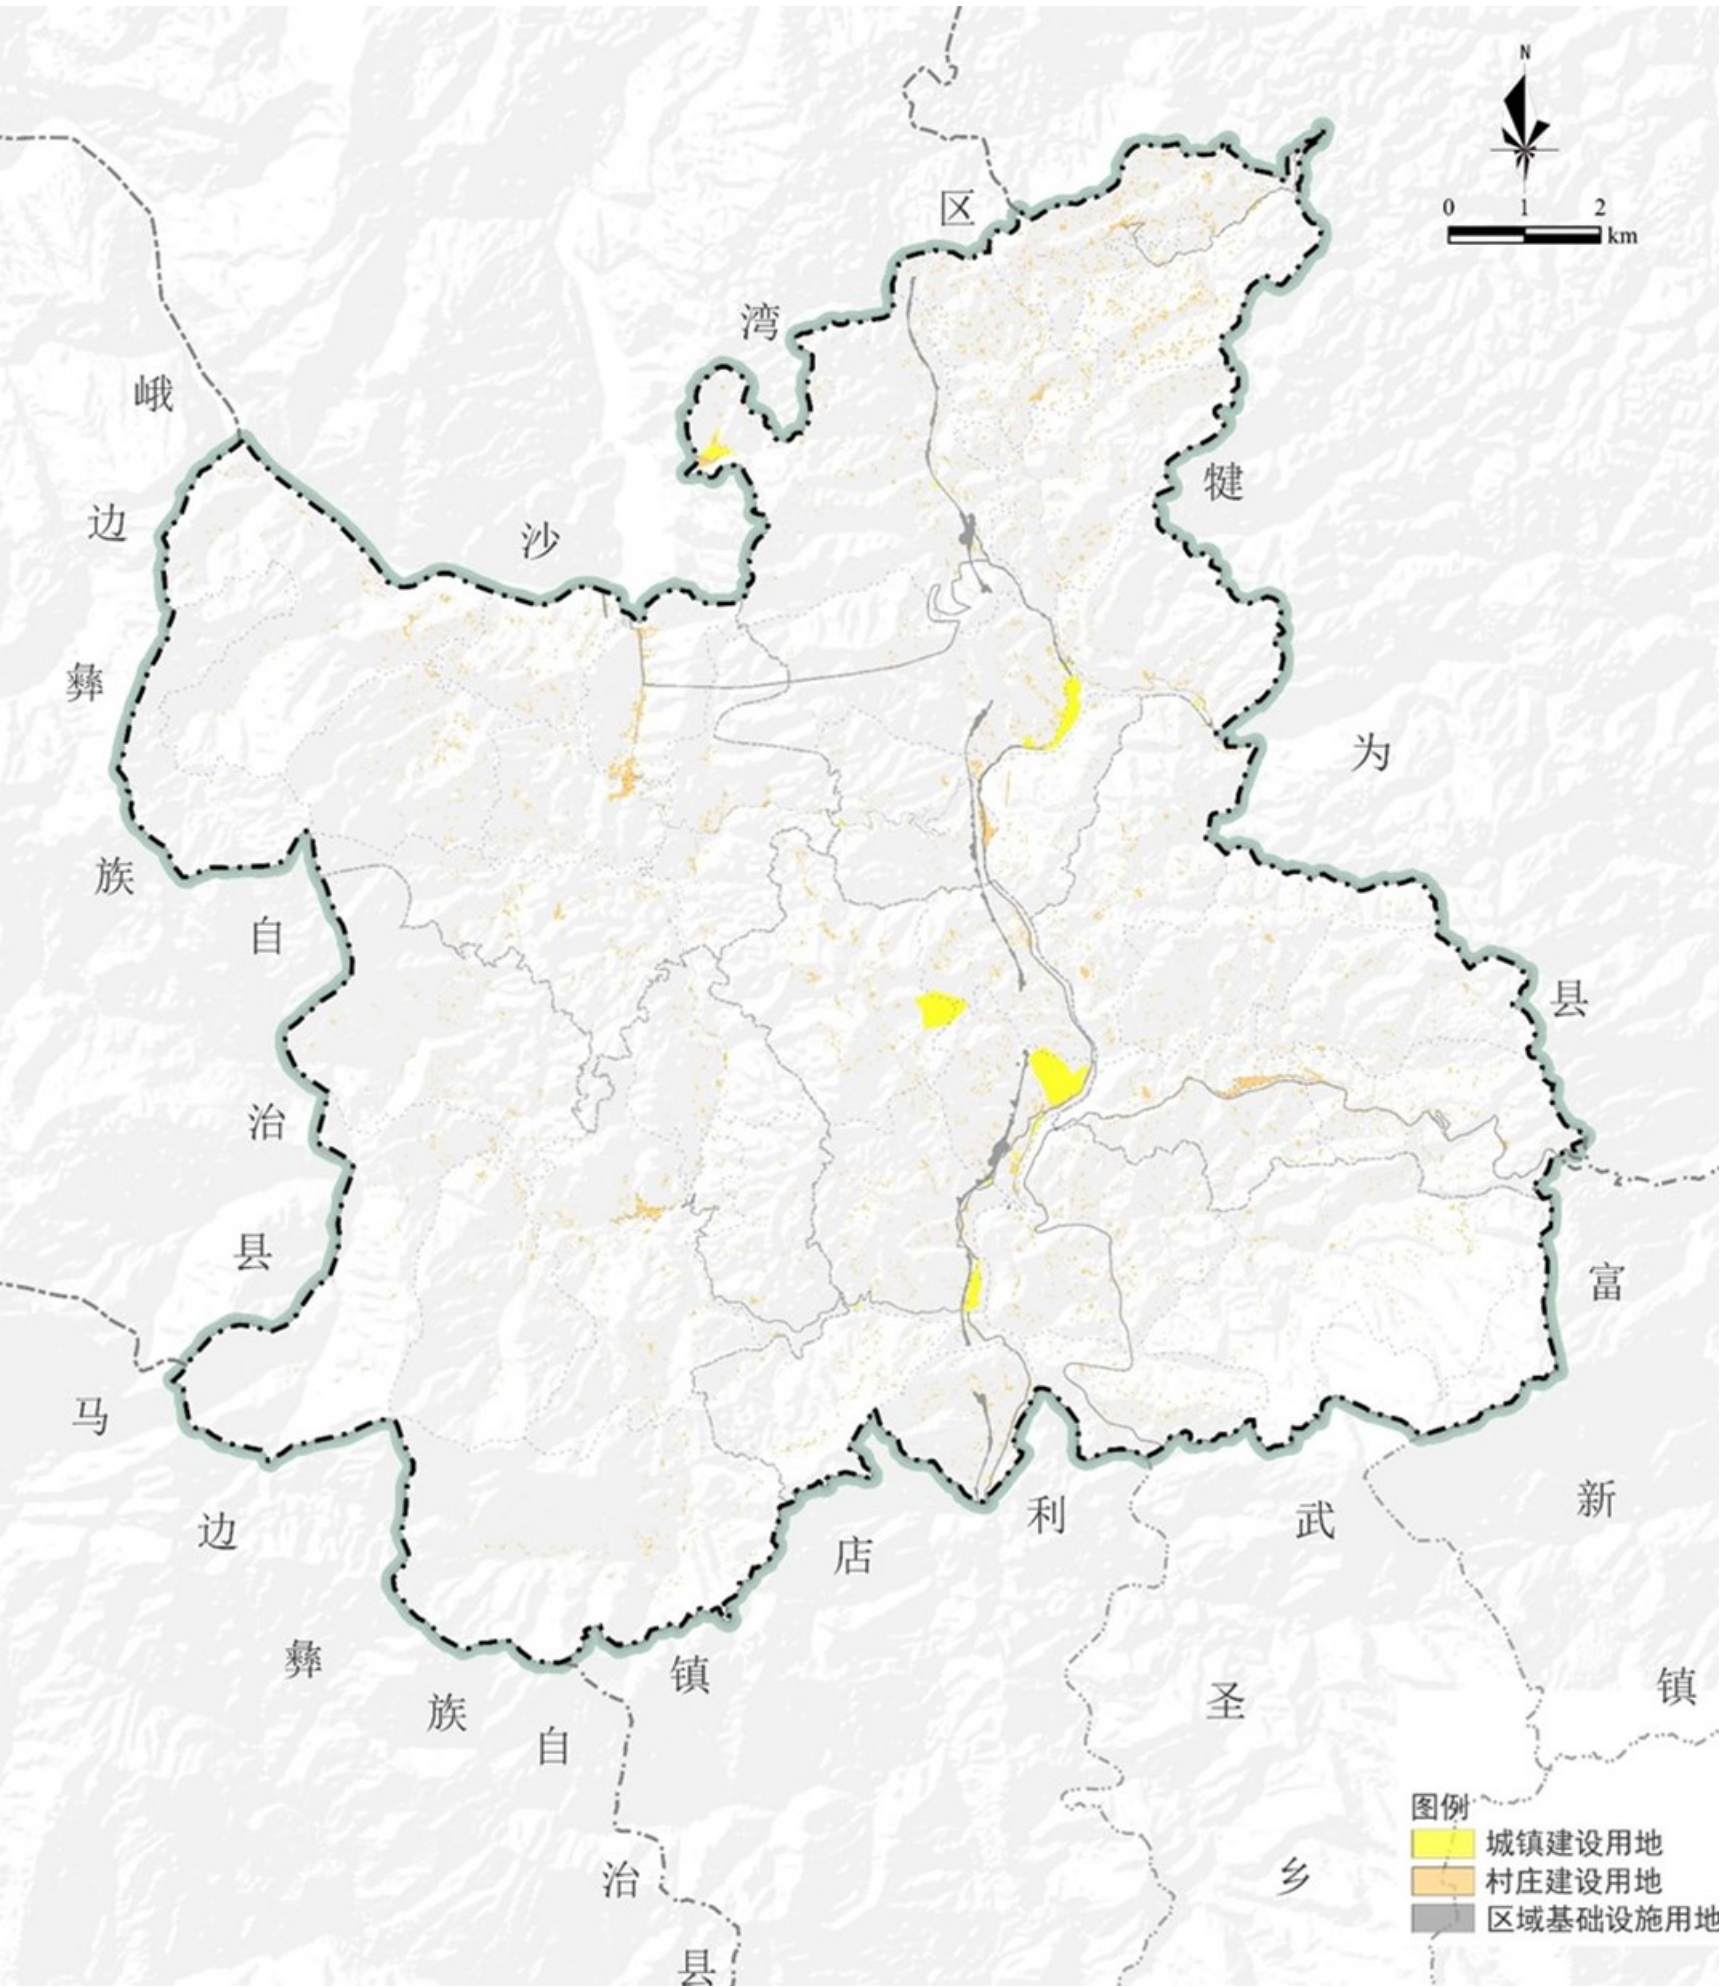 N
0 1 2
km
区
湾
沙
峨
边
彝
族
自
治
县
犍
为
县
马
边
彝
族
自
治
县
富
新
镇
店
利
镇
武
圣
乡
图例
城镇建设用地
村庄建设用地
区域基础设施用地